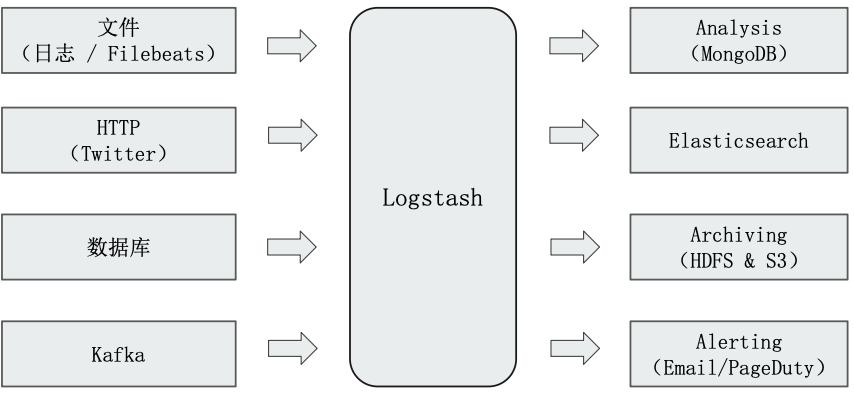 文件
（日志 / Filebeats）
HTTP
（Twitter）
数据库
Kafka
Logstash
Analysis
（MongoDB）
Elasticsearch
Archiving
（HDFS & S3）
Alerting
（Email/PageDuty）